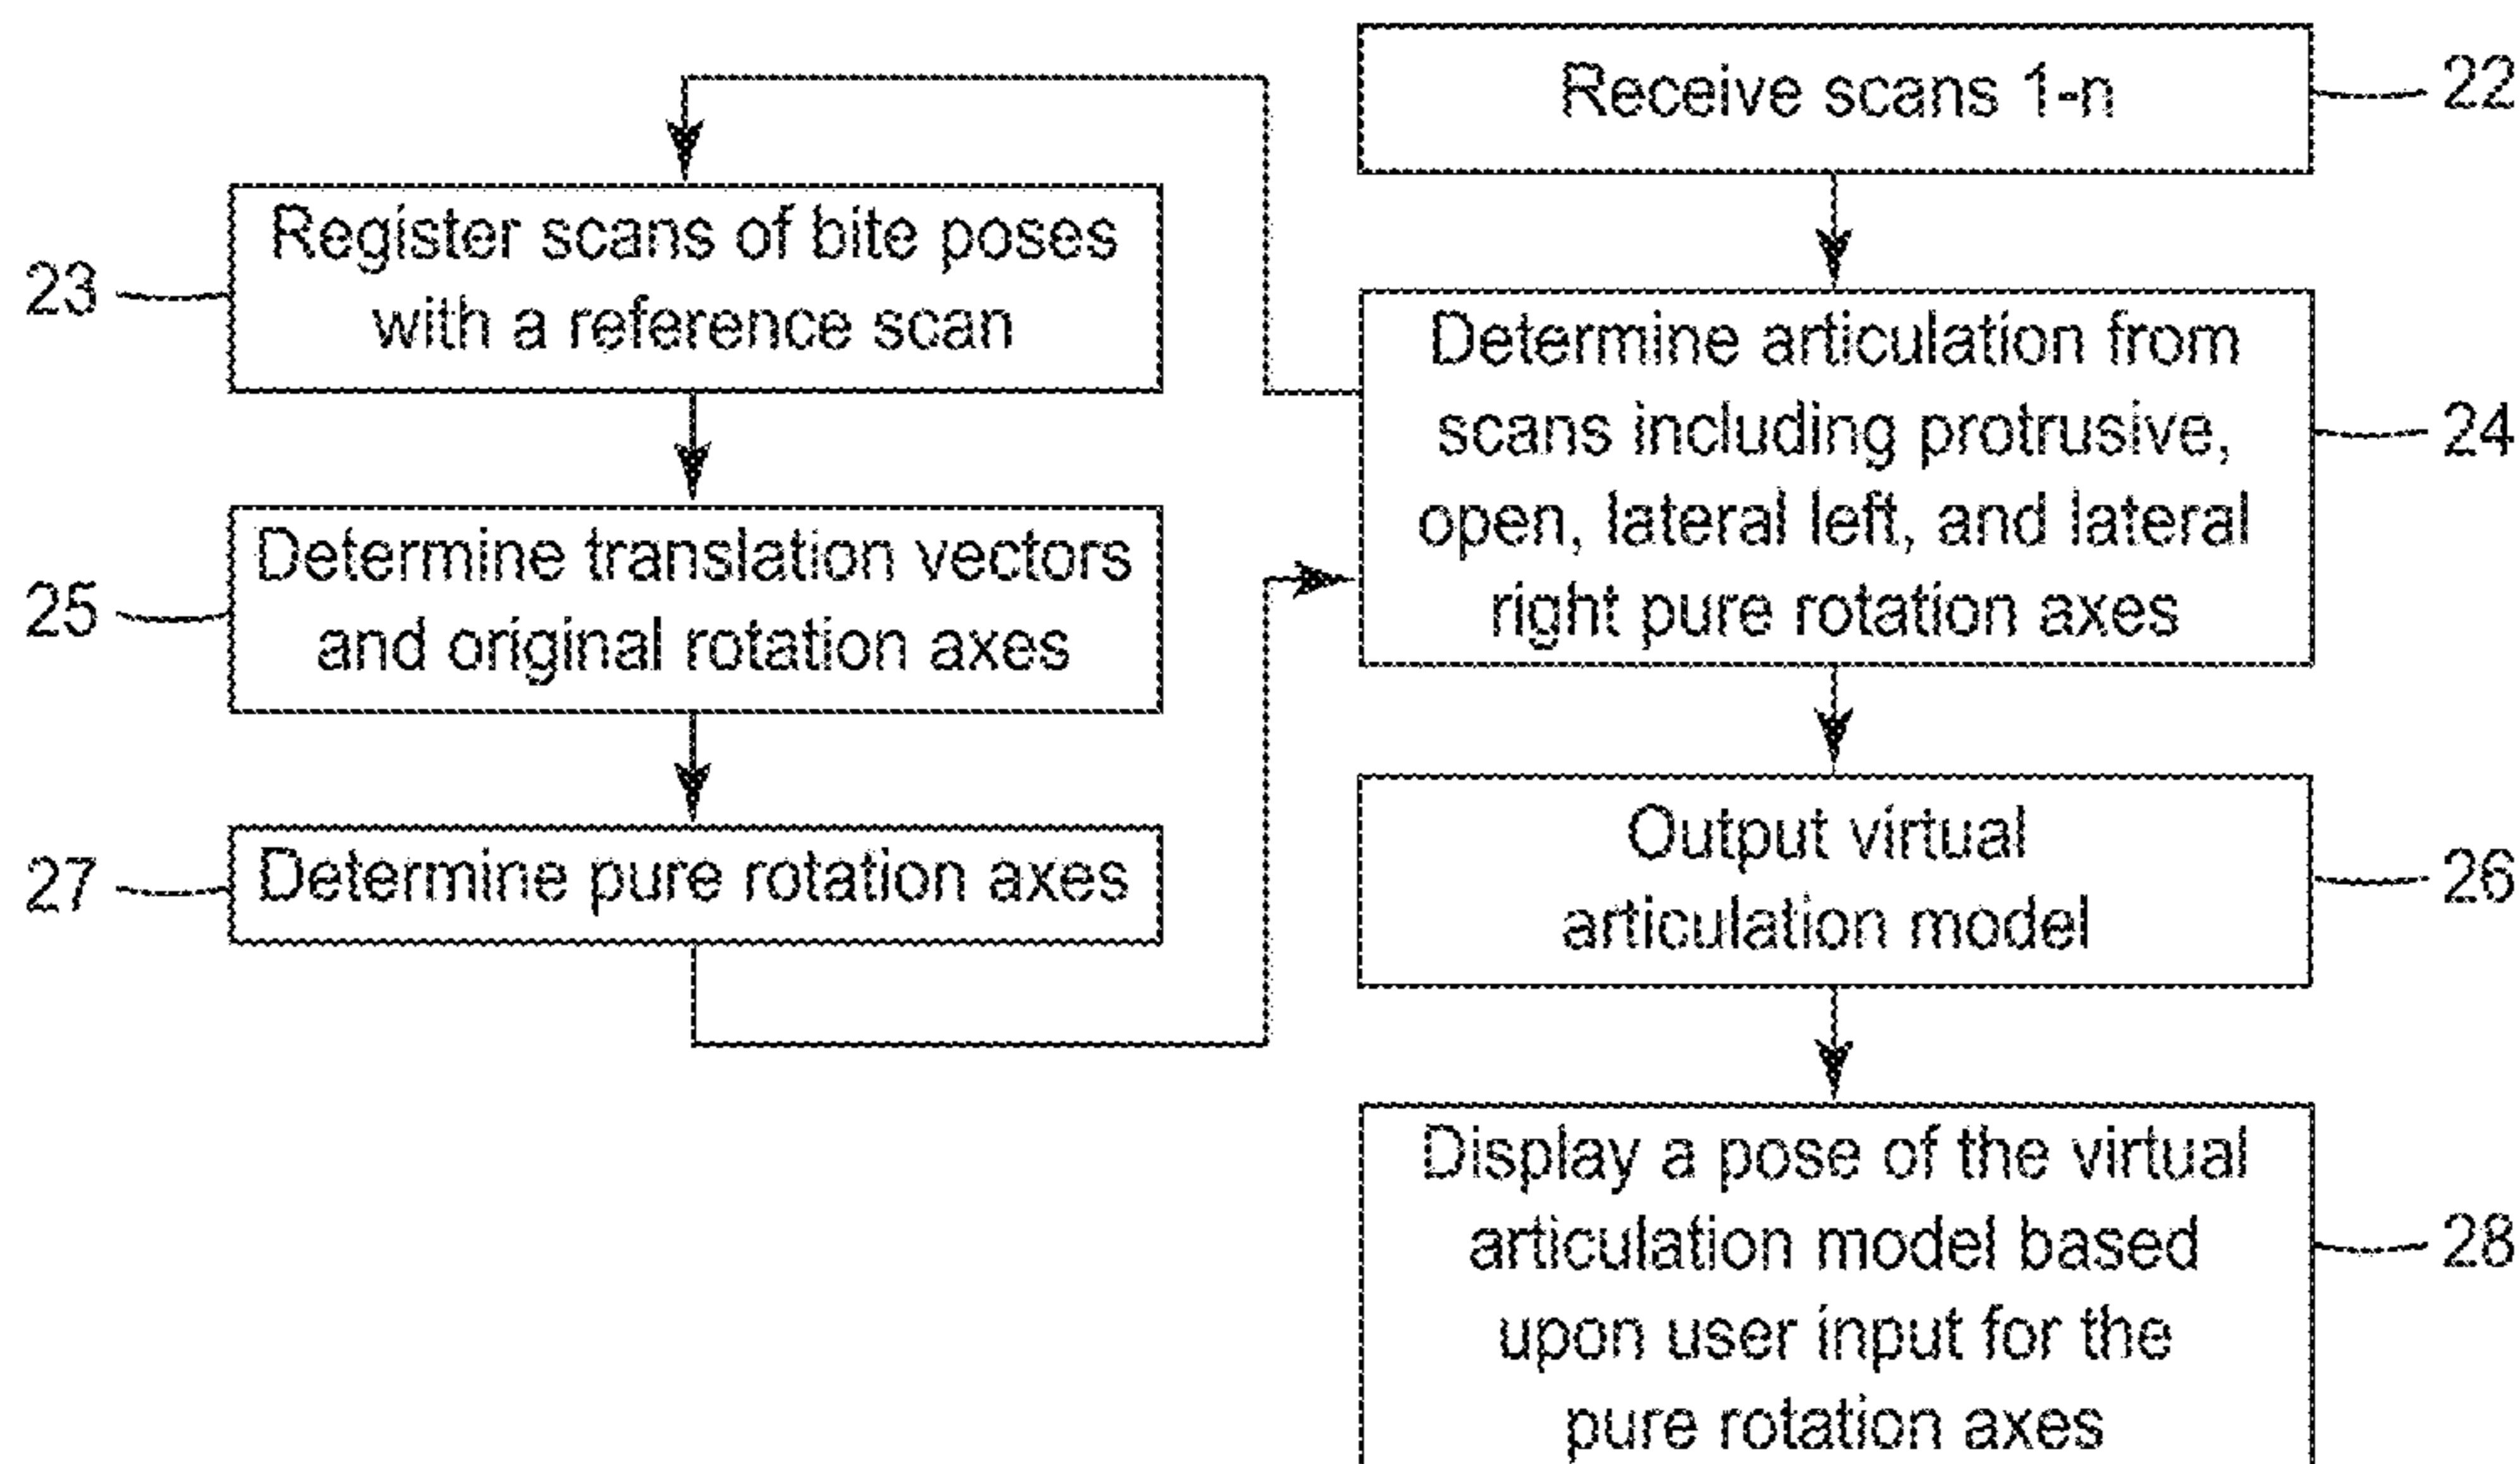 Receive scans 1-n
22
Register scans of bite poses
with a reference scan
23
Determine articulation from
scans including protrusive,
open, lateral left, and lateral
right pure rotation axes
24
Determine translation vectors
and original rotation axes
25
Determine pure rotation axes
27
Output virtual
articulation model
26
Display a pose of the virtual
articulation model based
upon user input for the
pure rotation axes
28